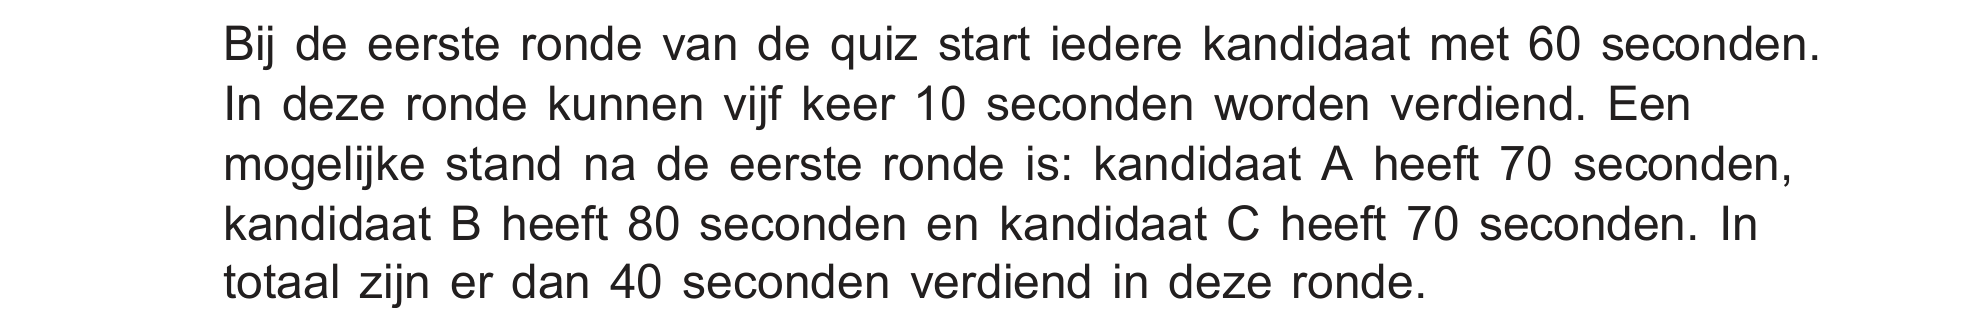 Bij de eerste ronde van de quiz start iedere kandidaat met 60 seconden.
In deze ronde kunnen vijf keer 10 seconden worden verdiend. Een
mogelijke stand na de eerste ronde is: kandidaat A heeft 70 seconden,
kandidaat B heeft 80 seconden en kandidaat C heeft 70 seconden. In
totaal zijn er dan 40 seconden verdiend in deze ronde.